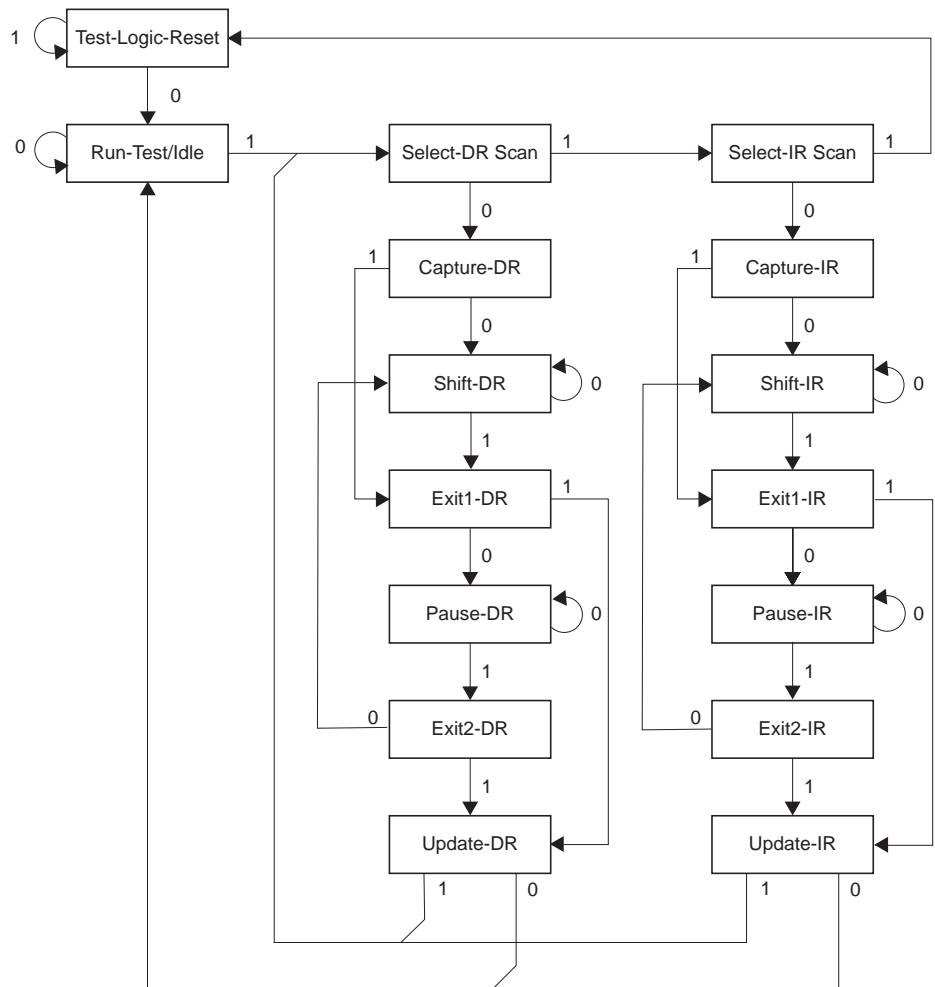 1 Test-Logic-Reset
0
0 Run-Test/Idle 1 Select-DR Scan 1 Select-IR Scan 1
0 0
1 Capture-DR 1 Capture-IR
0 0
Shift-DR 0 Shift-IR 0
1 1
Exit1-DR 1 Exit1-IR 1
0 0
Pause-DR 0 Pause-IR 0
1 1
0 Exit2-DR 0 Exit2-IR
1 1
Update-DR Update-IR
1 0 1 0